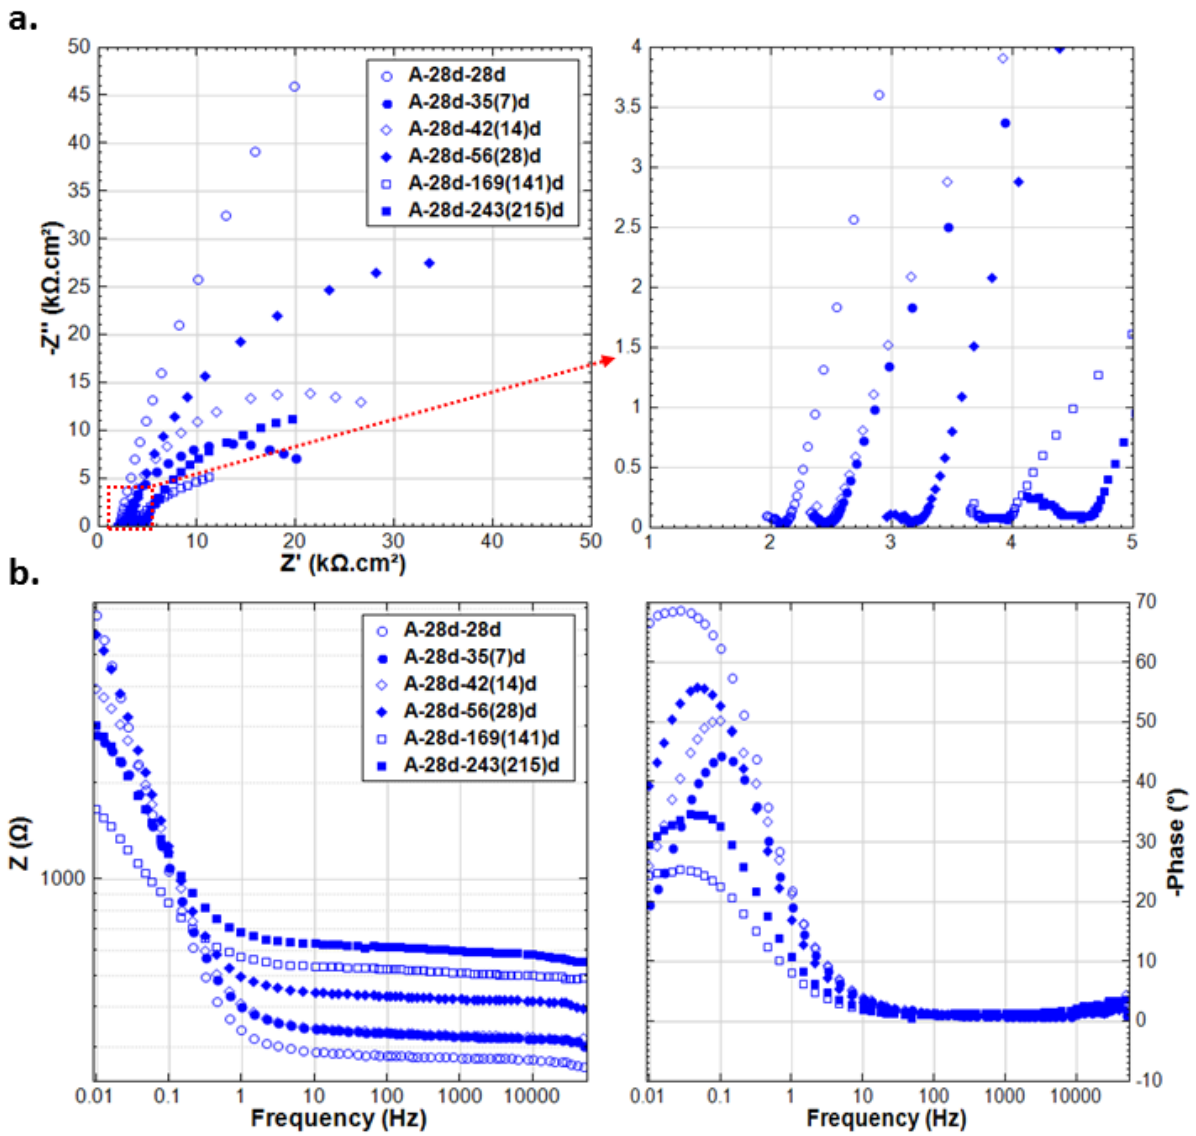 a.
50
45
40
35
30
25
20
15
10
5
0
-Z'' (kΩ.cm²)
A-28d-28d
A-28d-35(7)d
A-28d-42(14)d
A-28d-56(28)d
A-28d-169(141)d
A-28d-243(215)d
0 10 20 30 40 50
Z' (kΩ.cm²)
4
3.5
3
2.5
2
1.5
1
0.5
0
1 2 3 4 5
b.
Z (Ω)
1000
A-28d-28d
A-28d-35(7)d
A-28d-42(14)d
A-28d-56(28)d
A-28d-169(141)d
A-28d-243(215)d
0.01 0.1 1 10 100 1000 10000
Frequency (Hz)
70
60
50
40
30
20
10
0
-10
-Phase (°)
0.01 0.1 1 10 100 1000 10000
Frequency (Hz)